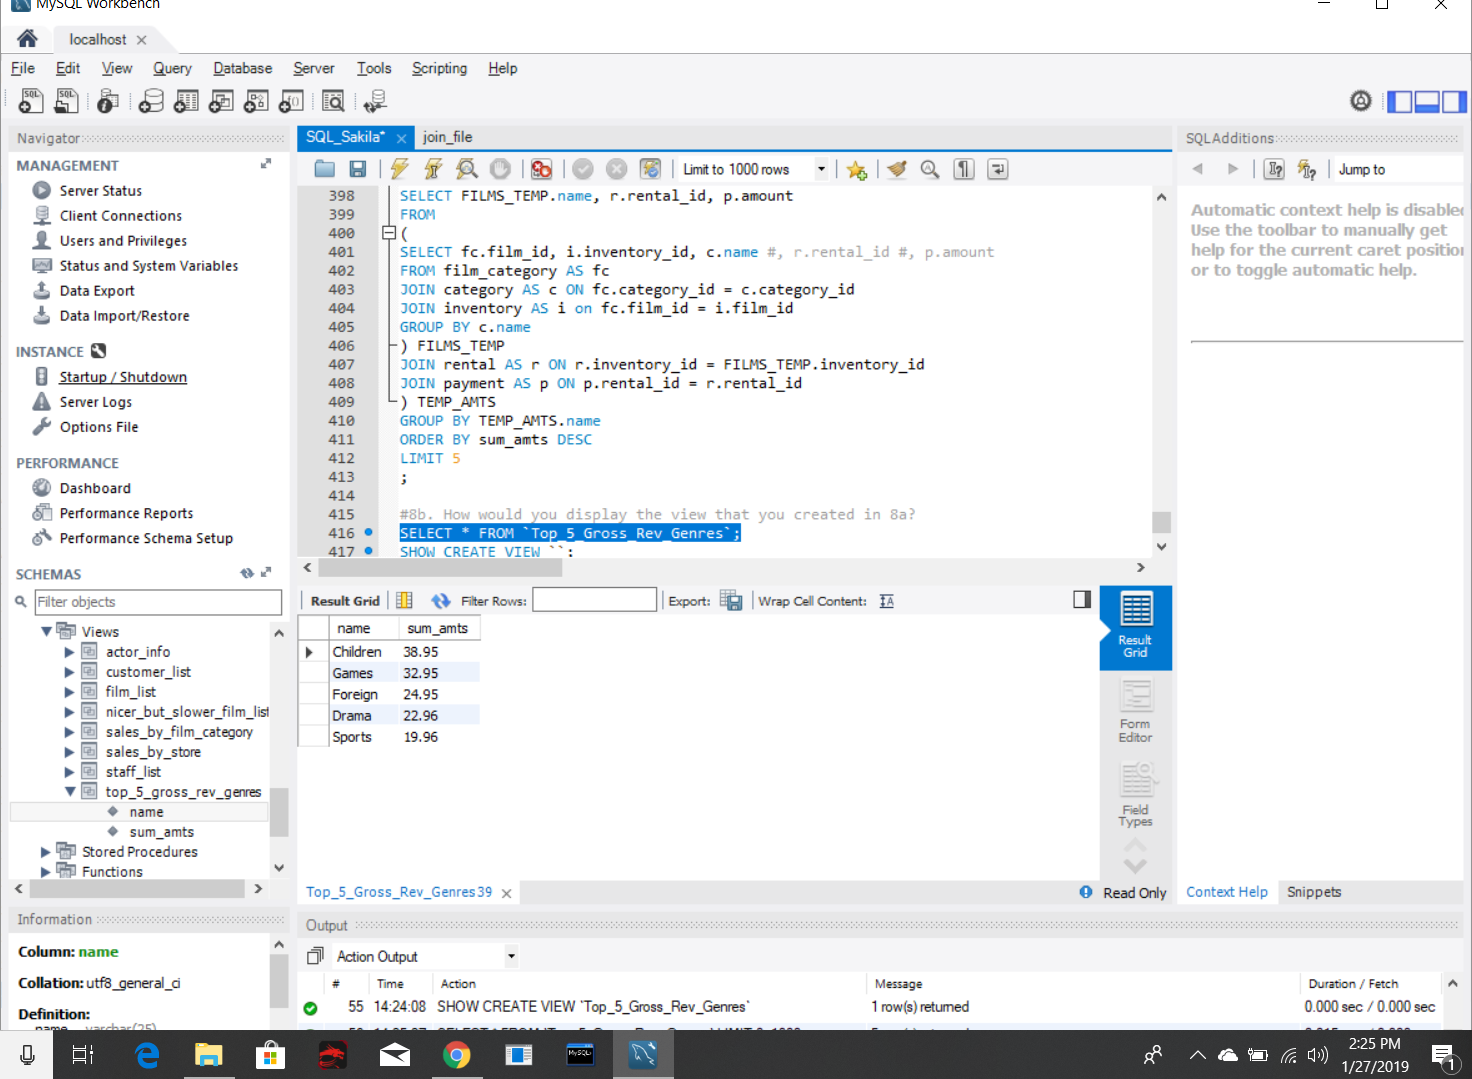 MySQL Workbench
localhost
File Edit View Query Database Server Tools Scripting Help
Navigator
MANAGEMENT
Server Status
Client Connections
Users and Privileges
Status and System Variables
Data Export
Data Import/Restore
INSTANCE
Startup / Shutdown
Server Logs
Options File
PERFORMANCE
Dashboard
Performance Reports
Performance Schema Setup
SCHEMAS
Filter objects
Views
actor_info
customer_list
film_list
nicer_but_slower_film_list
sales_by_film_category
sales_by_store
staff_list
top_5_gross_rev_genres
name
sum_amts
Stored Procedures
Functions
Information
Column: name
Collation: utf8_general_ci
Definition:
name varchar(25)
SQL_Sakila* join_file
Limit to 1000 rows
398 SELECT FILMS_TEMP.name, r.rental_id, p.amount
399 FROM
400 (
401 SELECT fc.film_id, i.inventory_id, c.name #, r.rental_id #, p.amount
402 FROM film_category AS fc
403 JOIN category AS c ON fc.category_id = c.category_id
404 JOIN inventory AS i on fc.film_id = i.film_id
405 GROUP BY c.name
406 ) FILMS_TEMP
407 JOIN rental AS r ON r.inventory_id = FILMS_TEMP.inventory_id
408 JOIN payment AS p ON p.rental_id = r.rental_id
409 ) TEMP_AMTS
410 GROUP BY TEMP_AMTS.name
411 ORDER BY sum_amts DESC
412 LIMIT 5
413 ;
414
415 #8b. How would you display the view that you created in 8a?
416 SELECT * FROM `Top_5_Gross_Rev_Genres`;
417 SHOW CREATE VIEW ``;
Result Grid Filter Rows: Export: Wrap Cell Content:
name sum_amts
Children 38.95
Games 32.95
Foreign 24.95
Drama 22.96
Sports 19.96
Result
Grid
Form
Editor
Field
Types
Top_5_Gross_Rev_Genres 39
Read Only
SQLAdditions
Jump to
Automatic context help is disabled
Use the toolbar to manually get
help for the current caret position
or to toggle automatic help.
Context Help Snippets
Output
Action Output
# Time Action Message Duration / Fetch
55 14:24:08 SHOW CREATE VIEW `Top_5_Gross_Rev_Genres` 1 row(s) returned 0.000 sec / 0.000 sec
2:25 PM
1/27/2019
1